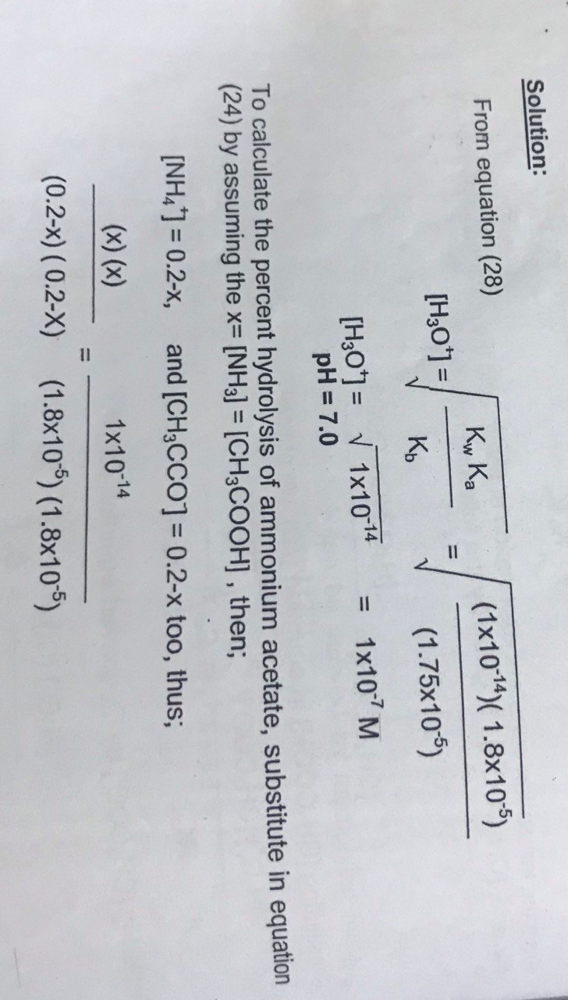 Solution:
From equation (28)
[H₃O⁺] = √ Kw Ka / Kb = √ (1x10⁻¹⁴)( 1.8x10⁻⁵) / (1.75x10⁻⁵)
[H₃O⁺] = √ 1x10⁻¹⁴ = 1x10⁻⁷ M
pH = 7.0
To calculate the percent hydrolysis of ammonium acetate, substitute in equation
(24) by assuming the x= [NH₃] = [CH₃COOH] , then;
[NH₄⁺] = 0.2-x, and [CH₃CCO⁻] = 0.2-x too, thus;
(x) (x) / (0.2-x) ( 0.2-X) = 1x10⁻¹⁴ / (1.8x10⁻⁵) (1.8x10⁻⁵)